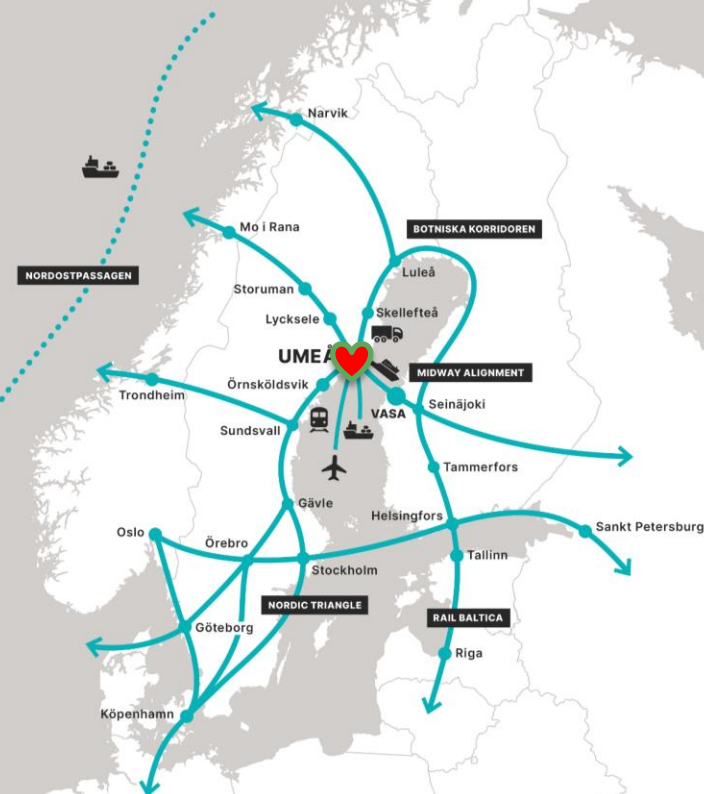 Narvik
Mo i Rana
BOTNISKA KORRIDOREN
NORDOSTPASSAGEN
Luleå
Storuman
Skellefteå
Lycksele
UMEÅ
MIDWAY ALIGNMENT
Örnsköldsvik
Trondheim
VASA
Seinäjoki
Sundsvall
Tammerfors
Gävle
Helsingfors
Sankt Petersburg
Oslo
Örebro
Stockholm
Tallinn
NORDIC TRIANGLE
RAIL BALTICA
Göteborg
Riga
Köpenhamn